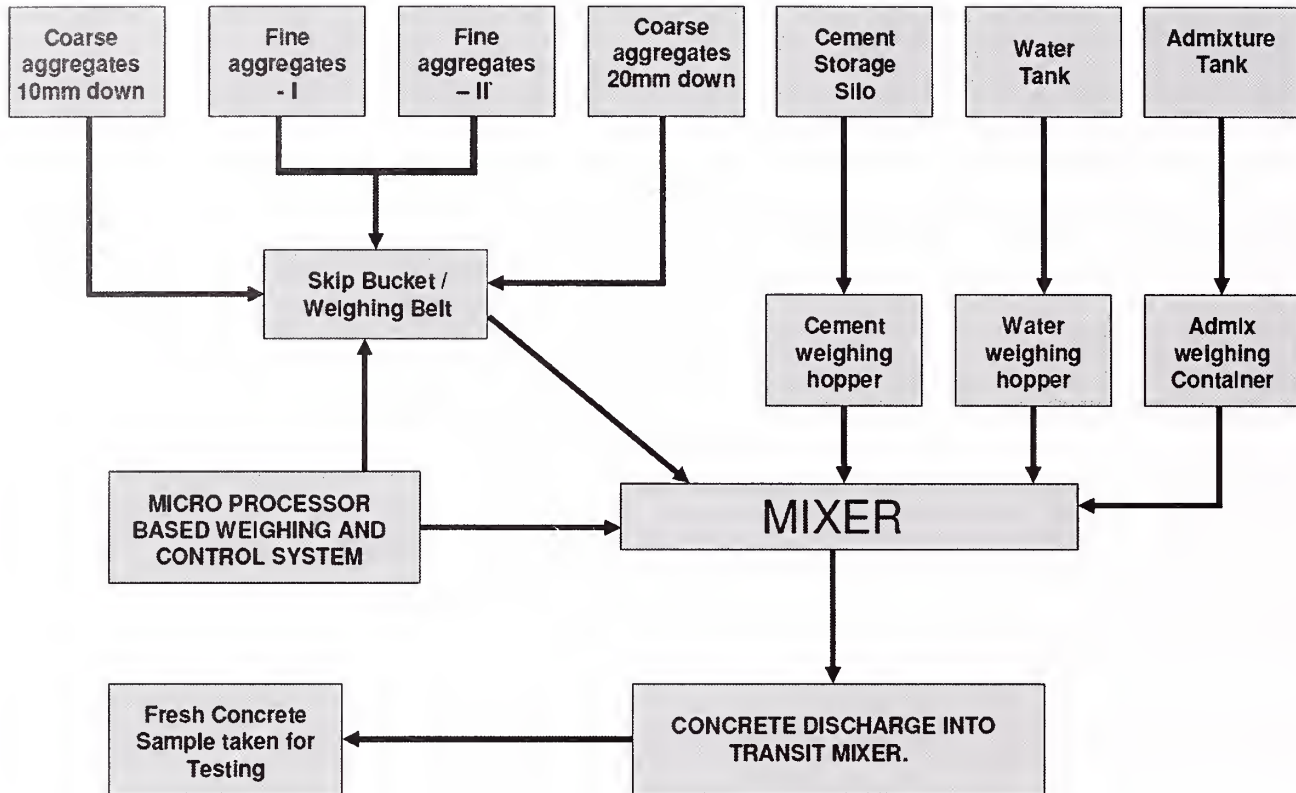 Coarse
aggregates
10mm down
Fine
aggregates
- I
Fine
aggregates
– II
Coarse
aggregates
20mm down
Cement
Storage
Silo
Water
Tank
Admixture
Tank
Skip Bucket /
Weighing Belt
Cement
weighing
hopper
Water
weighing
hopper
Admix
weighing
Container
MICRO PROCESSOR
BASED WEIGHING AND
CONTROL SYSTEM
MIXER
Fresh Concrete
Sample taken for
Testing
CONCRETE DISCHARGE INTO
TRANSIT MIXER.